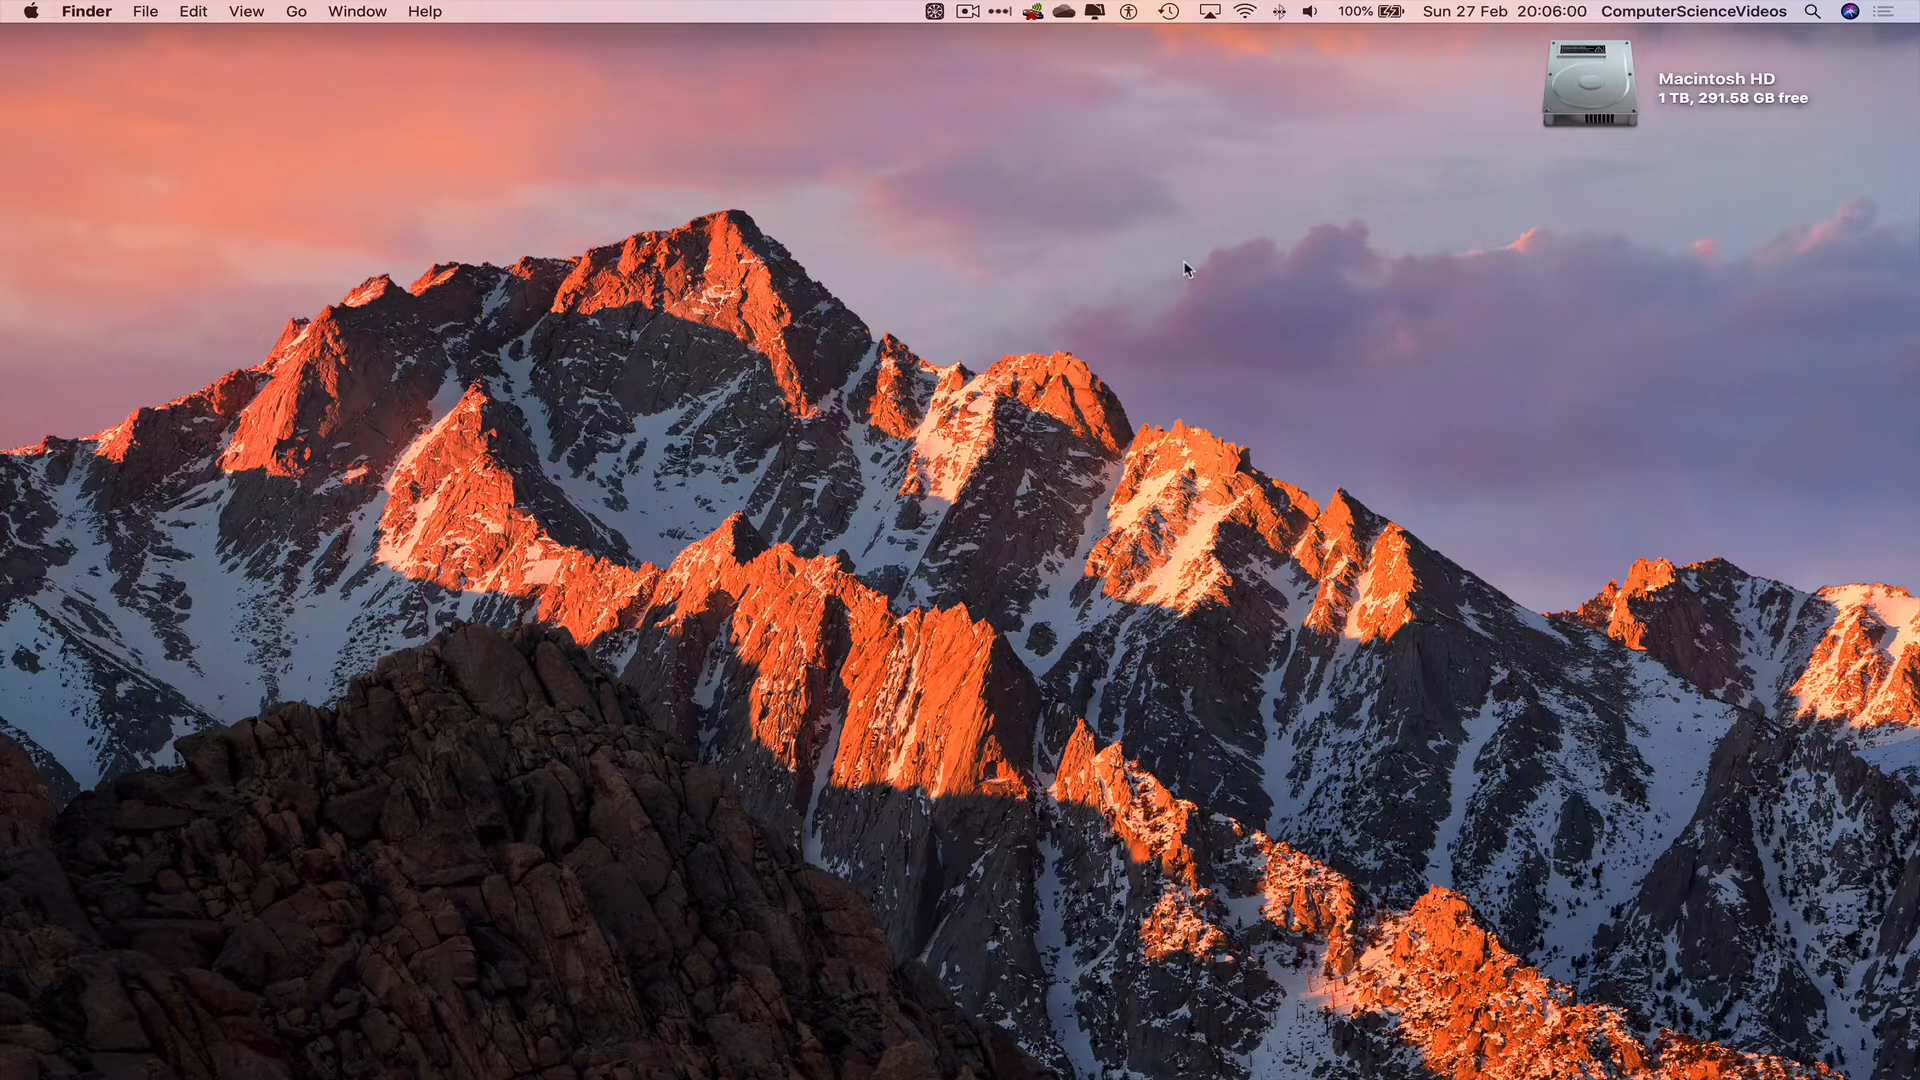 Finder File Edit View Go Window Help 100% Sun 27 Feb 20:06:00 ComputerScienceVideos
Macintosh HD
1 TB, 291.58 GB free